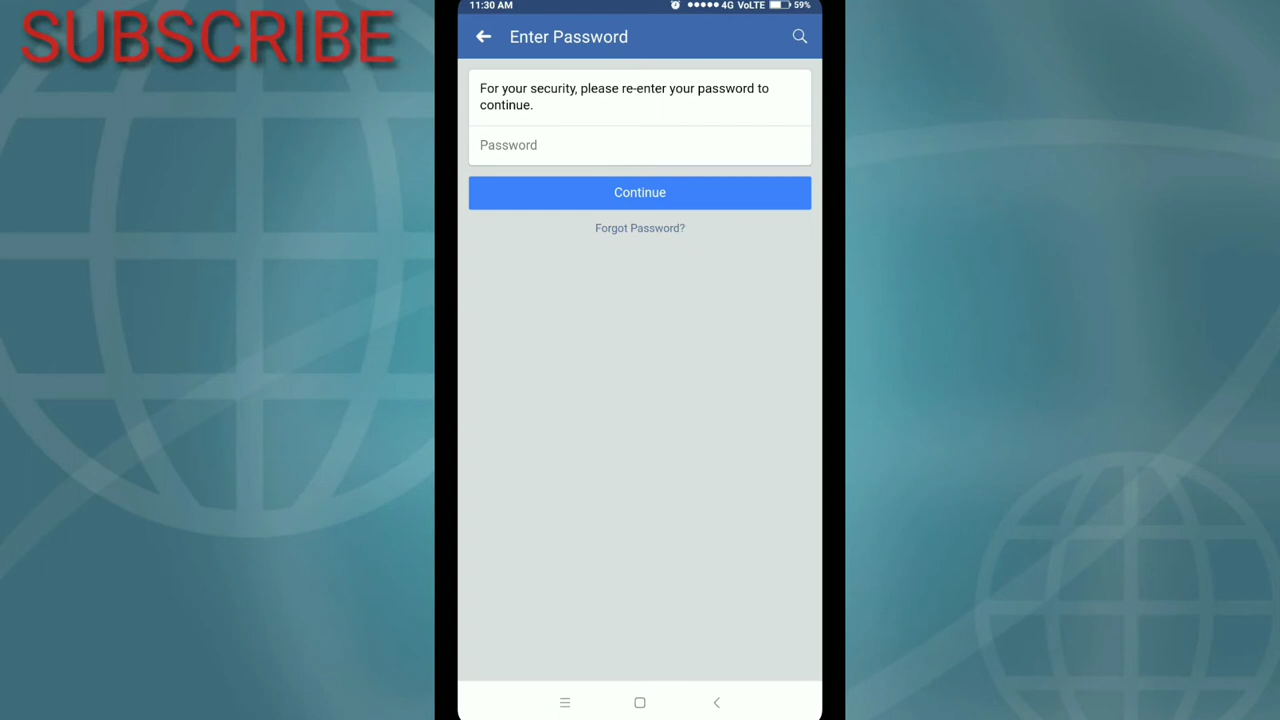 SUBSCRIBE
11:30 AM 4G VoLTE 59%
Enter Password
For your security, please re-enter your password to
continue.
Password
Continue
Forgot Password?